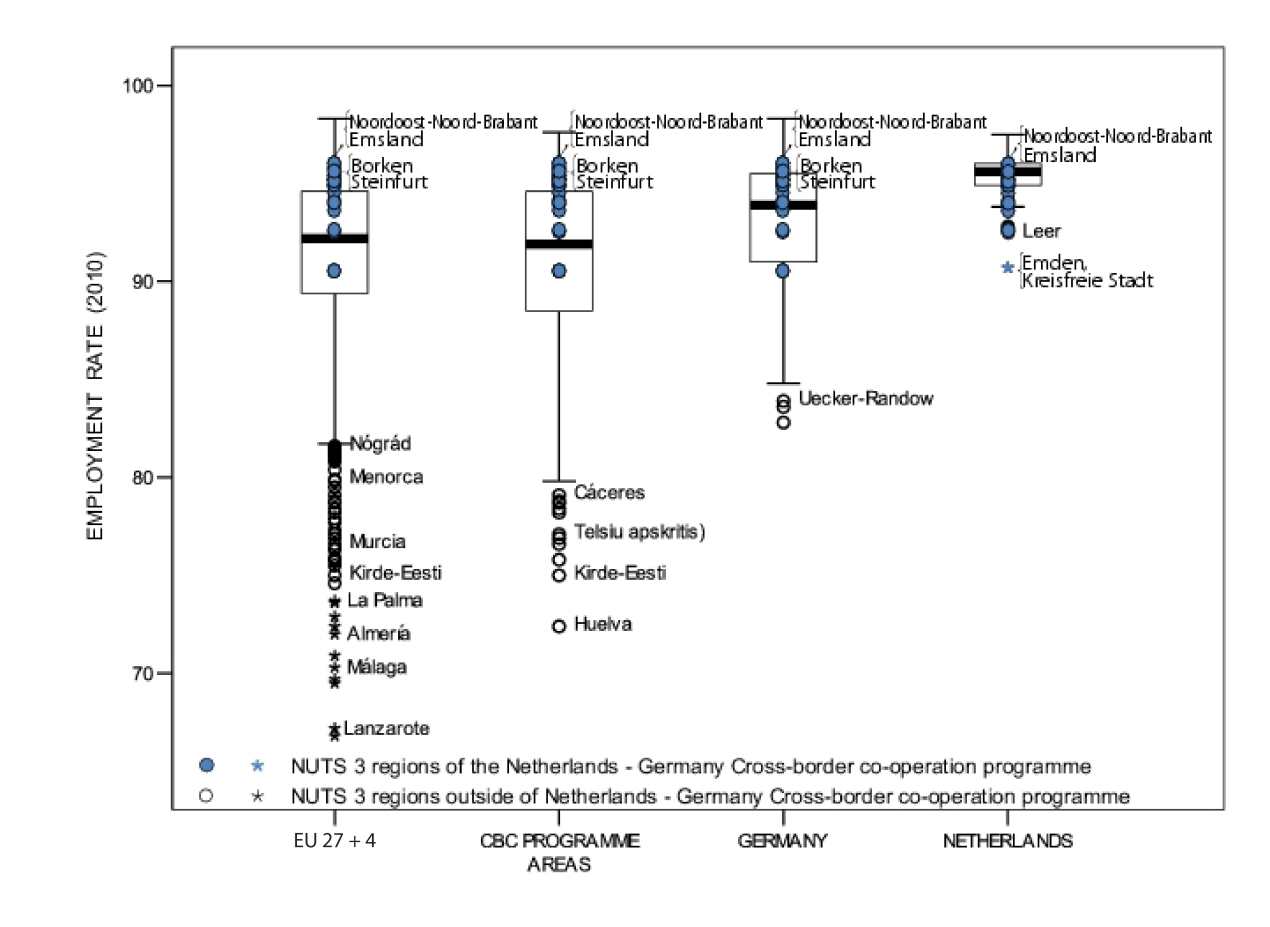 100
90
80
70
EMPLOYMENT RATE (2010)
Noordoost-Noord-Brabant
Emsland
Borken
Steinfurt
Nógrád
Menorca
Murcia
Kirde-Eesti
La Palma
Almería
Málaga
Lanzarote
Noordoost-Noord-Brabant
Emsland
Borken
Steinfurt
Cáceres
Telsiu apskritis)
Kirde-Eesti
Huelva
Noordoost-Noord-Brabant
Emsland
Borken
Steinfurt
Uecker-Randow
Noordoost-Noord-Brabant
Emsland
Leer
Emden,
Kreisfreie Stadt
NUTS 3 regions of the Netherlands - Germany Cross-border co-operation programme
NUTS 3 regions outside of Netherlands - Germany Cross-border co-operation programme
EU 27 + 4
CBC PROGRAMME
AREAS
GERMANY
NETHERLANDS